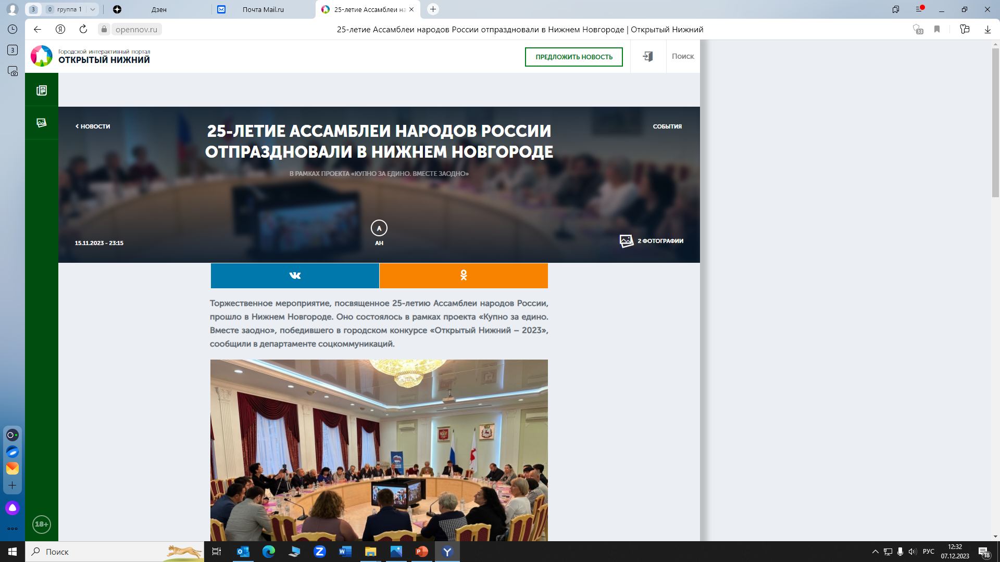 3
0
группа 1
Дзен
Почта Mail.ru
25-летие Ассамблеи на
opennov.ru
25-летие Ассамблеи народов России отпраздновали в Нижнем Новгороде | Открытый Нижний
33
3
Городской интерактивный портал
ОТКРЫТЫЙ НИЖНИЙ
ПРЕДЛОЖИТЬ НОВОСТЬ
Поиск.
НОВОСТИ
25-ЛЕТИЕ АССАМБЛЕИ НАРОДОВ РОССИИ
ОТПРАЗДНОВАЛИ В НИЖНЕМ НОВГОРОДЕ
СОБЫТИЯ
В РАМКАХ ПРОЕКТА «КУПНО ЗА ЕДИНО. ВМЕСТЕ ЗАОДНО»
А
АН
15.11.2023 - 23:15
2 ФОТОГРАФИИ
Торжественное мероприятие, посвященное 25-летию Ассамблеи народов России,
прошло в Нижнем Новгороде. Оно состоялось в рамках проекта «Купно за едино.
Вместе заодно», победившего в городском конкурсе «Открытый Нижний – 2023»,
сообщили в департаменте соцкоммуникаций.
18+
Поиск
РУС
12:32
07.12.2023
18